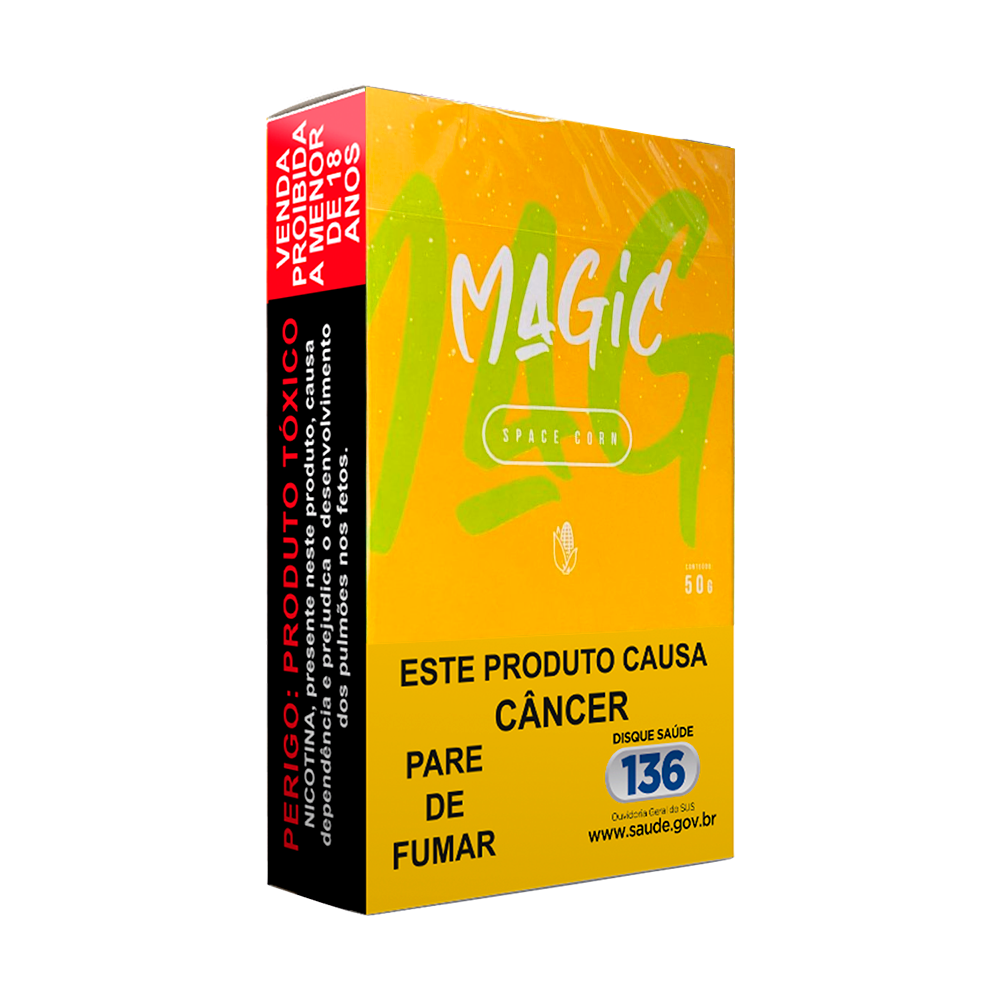 VENDA
PROIBIDA
A MENOR
DE 18
ANOS
PERIGO: PRODUTO TÓXICO
NICOTINA, presente neste produto, causa
dependência e prejudica o desenvolvimento
dos pulmões nos fetos.
MAG
MAGiC
SPACE CORN
CONTEÚDO
50G
ESTE PRODUTO CAUSA
CÂNCER
PARE
DE
FUMAR
DISQUE SAÚDE
136
Ouvidoria Geral do SUS
www.saude.gov.br